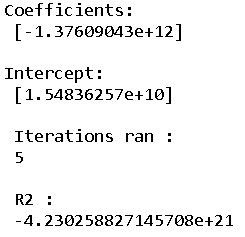 Coefficients:
[-1.37609043e+12]
Intercept:
[1.54836257e+10]
Iterations ran :
5
R2 :
-4.230258827145708e+21